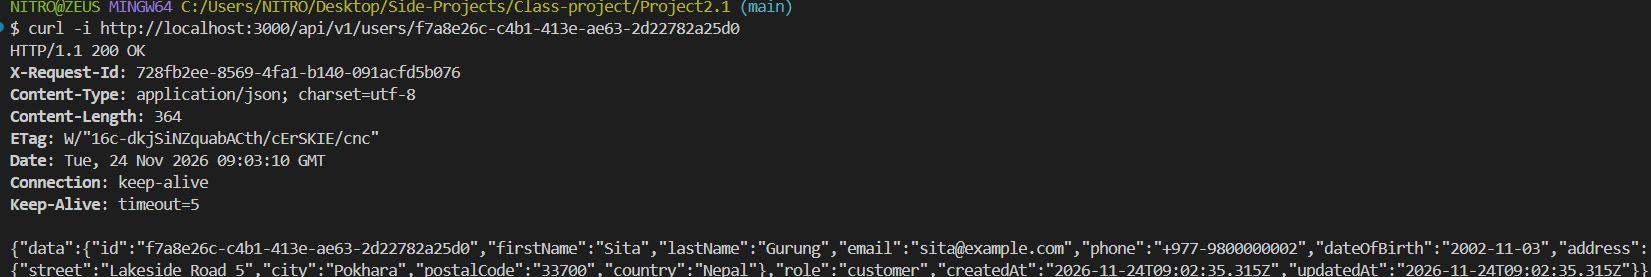 NITRO@ZEUS MINGW64 C:/Users/NITRO/Desktop/Side-Projects/Class-project/Project2.1 (main)
$ curl -i http://localhost:3000/api/v1/users/f7a8e26c-c4b1-413e-ae63-2d22782a25d0
HTTP/1.1 200 OK
X-Request-Id: 728fb2ee-8569-4fa1-b140-091acfd5b076
Content-Type: application/json; charset=utf-8
Content-Length: 364
ETag: W/"16c-dkjSiNZquabACth/cErSKIE/cnc"
Date: Tue, 24 Nov 2026 09:03:10 GMT
Connection: keep-alive
Keep-Alive: timeout=5
{"data":{"id":"f7a8e26c-c4b1-413e-ae63-2d22782a25d0","firstName":"Sita","lastName":"Gurung","email":"sita@example.com","phone":"+977-9800000002","dateOfBirth":"2002-11-03","address":
{"street":"Lakeside Road 5","city":"Pokhara","postalCode":"33700","country":"Nepal"},"role":"customer","createdAt":"2026-11-24T09:02:35.315Z","updatedAt":"2026-11-24T09:02:35.315Z"}}